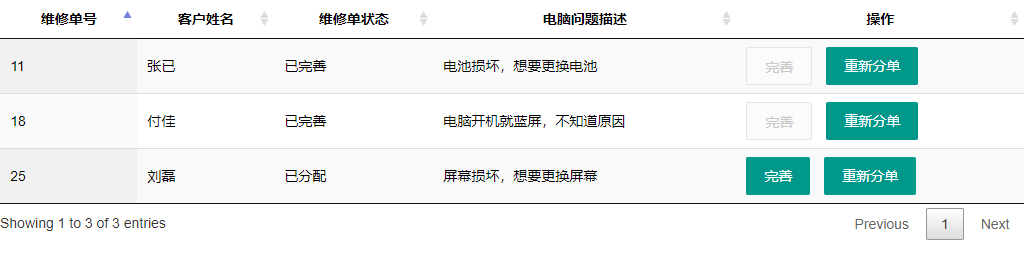 维修单号 客户姓名 维修单状态 电脑问题描述 操作
11 张已 已完善 电池损坏，想要更换电池 完善 重新分单
18 付佳 已完善 电脑开机就蓝屏，不知道原因 完善 重新分单
25 刘磊 已分配 屏幕损坏，想要更换屏幕 完善 重新分单
Showing 1 to 3 of 3 entries Previous 1 Next